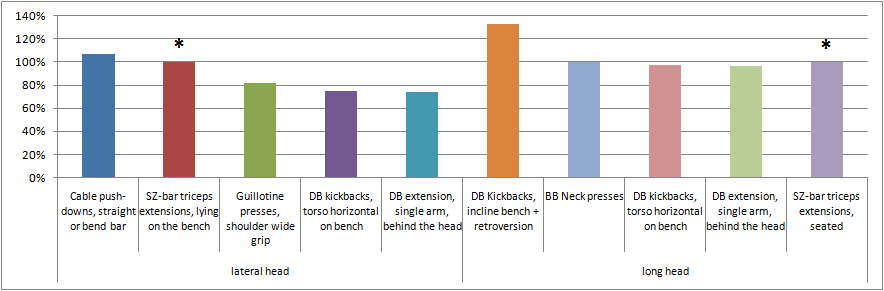 140%
120%
100%
80%
60%
40%
20%
0%
*
*
Cable push-
downs, straight
or bend bar
SZ-bar triceps
extensions, lying
on the bench
Guillotine
presses,
shoulder wide
grip
DB kickbacks,
torso horizontal
on bench
DB extension,
single arm,
behind the head
DB Kickbacks,
incline bench +
retroversion
BB Neck presses
DB kickbacks,
torso horizontal
on bench
DB extension,
single arm,
behind the head
SZ-bar triceps
extensions,
seated
lateral head
long head